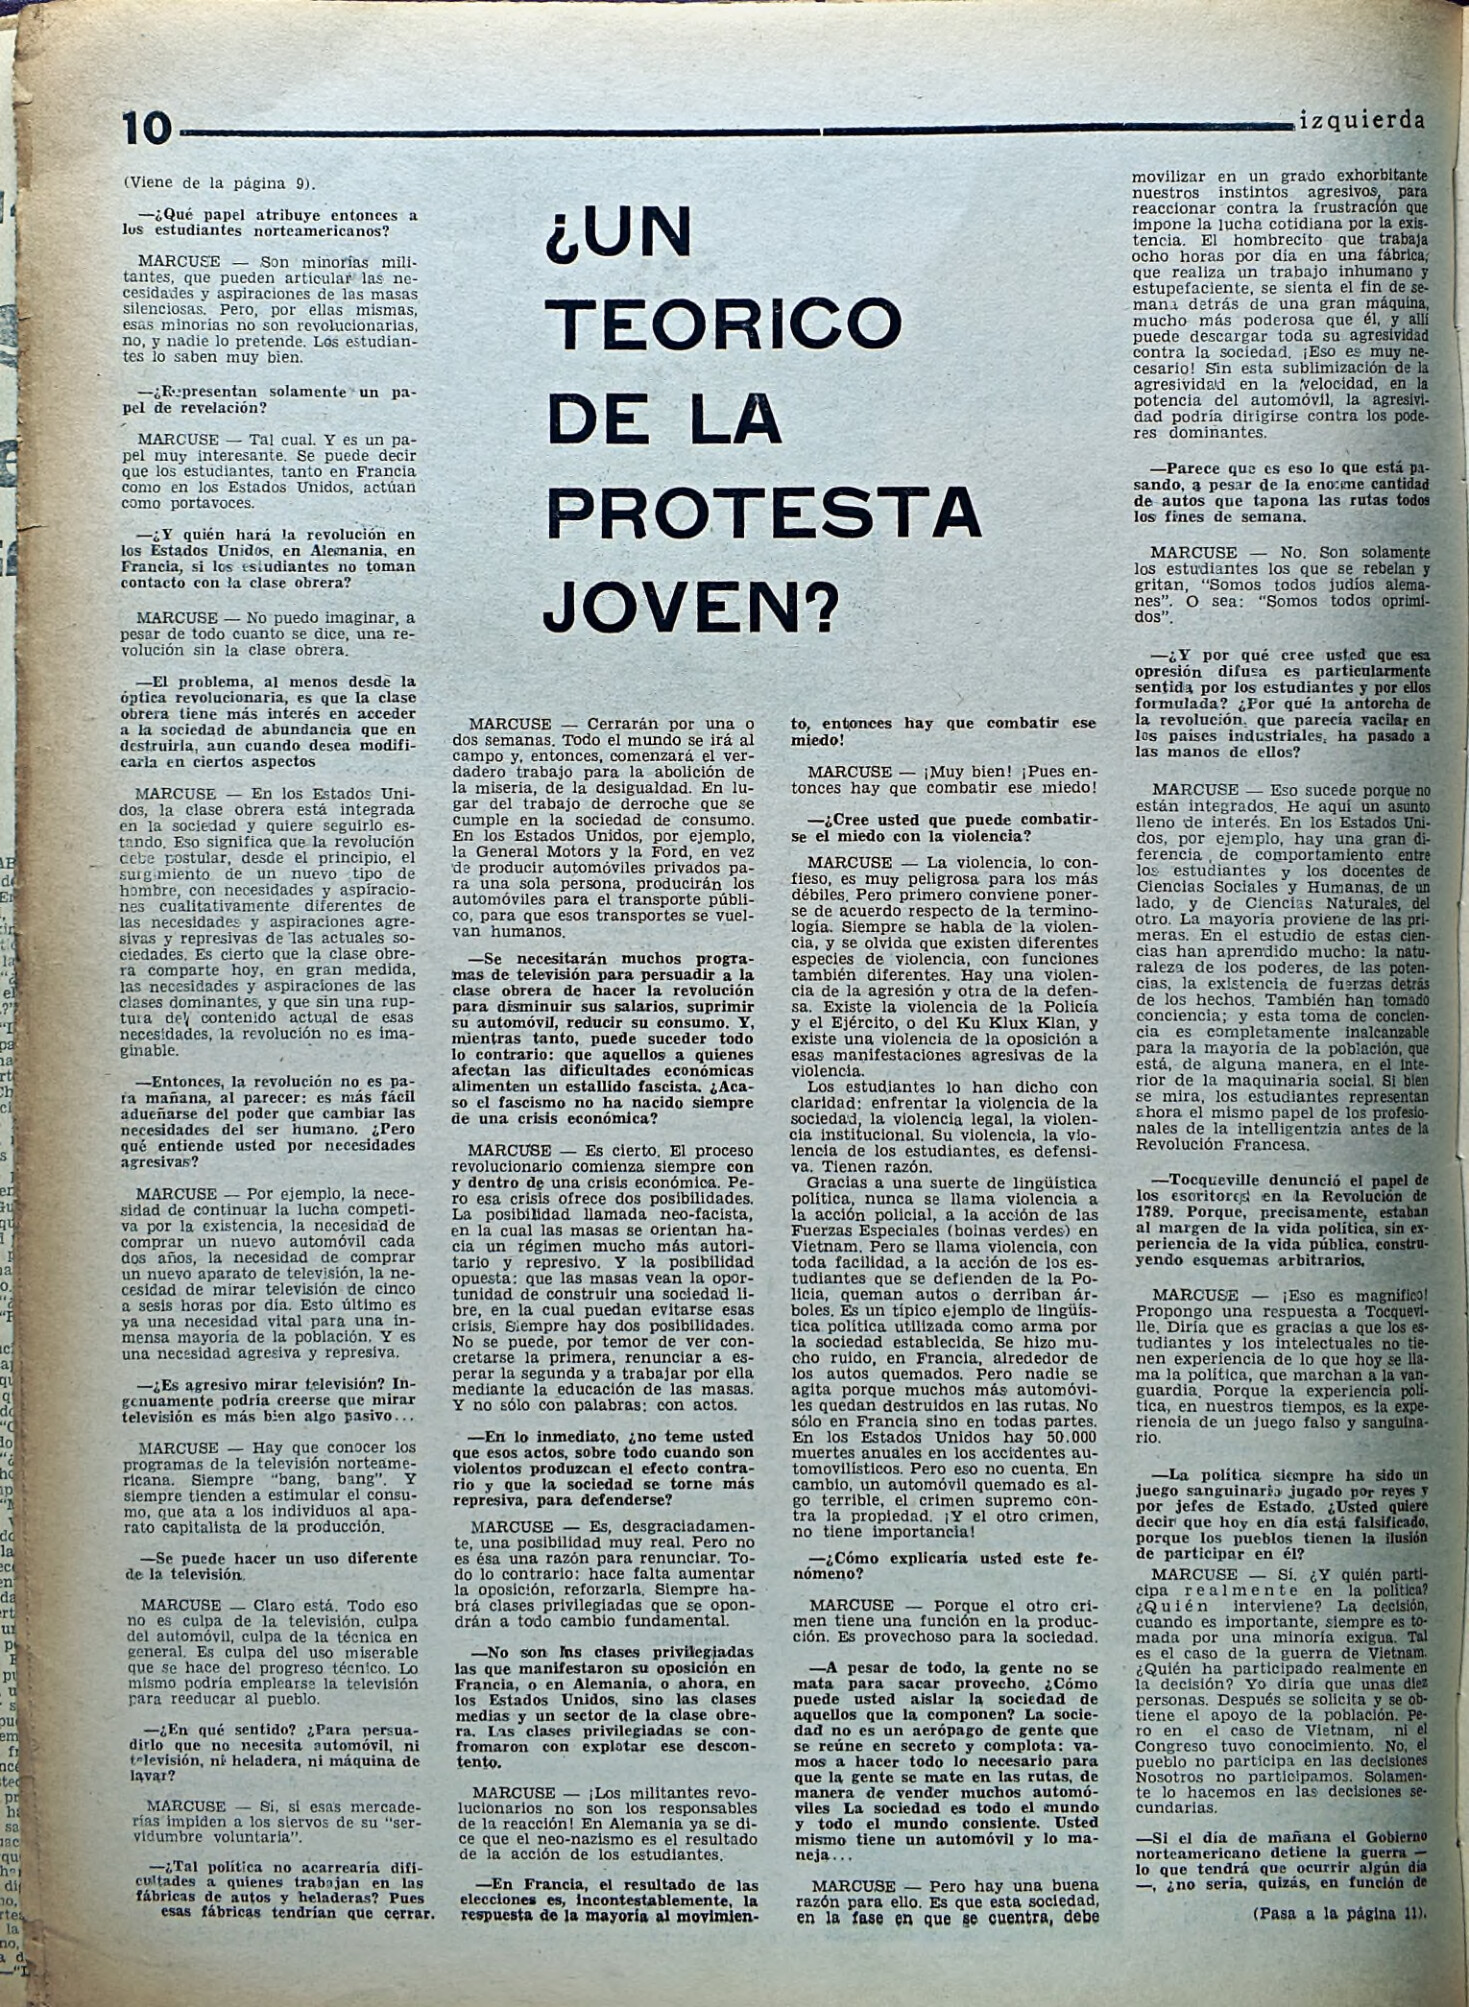 10
izquierda
(Viene de la página 9).
—¿Qué papel atribuye entonces a
los estudiantes norteamericanos?
MARCUSE — Son minorías mili-
tantes, que pueden articular las ne-
cesidades y aspiraciones de las masas
silenciosas. Pero, por ellas mismas,
esas minorías no son revolucionarias,
no, y nadie lo pretende. Los estudian-
tes lo saben muy bien.
—¿Representan solamente un pa-
pel de revelación?
MARCUSE — Tal cual. Y es un pa-
pel muy interesante. Se puede decir
que los estudiantes, tanto en Francia
como en los Estados Unidos, actúan
como portavoces.
—¿Y quién hará la revolución en
los Estados Unidos, en Alemania, en
Francia, si los estudiantes no toman
contacto con la clase obrera?
MARCUSE — No puedo imaginar, a
pesar de todo cuanto se dice, una re-
volución sin la clase obrera.
—El problema, al menos desde la
óptica revolucionaria, es que la clase
obrera tiene más interés en acceder
a la sociedad de abundancia que en
destruirla, aun cuando desea modifi-
carla en ciertos aspectos
MARCUSE — En los Estados Uni-
dos, la clase obrera está integrada
en la sociedad y quiere seguirlo es-
tando. Eso significa que la revolución
debe postular, desde el principio, el
surgimiento de un nuevo tipo de
hombre, con necesidades y aspiracio-
nes cualitativamente diferentes de
las necesidades y aspiraciones agre-
sivas y represivas de las actuales so-
ciedades. Es cierto que la clase obre-
ra comparte hoy, en gran medida,
las necesidades y aspiraciones de las
clases dominantes, y que sin una rup-
tura del contenido actual de esas
necesidades, la revolución no es ima-
ginable.
—Entonces, la revolución no es pa-
ra mañana, al parecer: es más fácil
adueñarse del poder que cambiar las
necesidades del ser humano. ¿Pero
qué entiende usted por necesidades
agresivas?
MARCUSE — Por ejemplo, la nece-
sidad de continuar la lucha competi-
va por la existencia, la necesidad de
comprar un nuevo automóvil cada
dos años, la necesidad de comprar
un nuevo aparato de televisión, la ne-
cesidad de mirar televisión de cinco
a sesis horas por día. Esto último es
ya una necesidad vital para una in-
mensa mayoría de la población. Y es
una necesidad agresiva y represiva.
—¿Es agresivo mirar televisión? In-
genuamente podría creerse que mirar
televisión es más bien algo pasivo...
MARCUSE — Hay que conocer los
programas de la televisión norteame-
ricana. Siempre "bang, bang". Y
siempre tienden a estimular el consu-
mo, que ata a los individuos al apa-
rato capitalista de la producción.
—Se puede hacer un uso diferente
de la televisión.
MARCUSE — Claro está. Todo eso
no es culpa de la televisión, culpa
del automóvil, culpa de la técnica en
general. Es culpa del uso miserable
que se hace del progreso técnico. Lo
mismo podría emplearse la televisión
para reeducar al pueblo.
—¿En qué sentido? ¿Para persua-
dirlo que no necesita automóvil, ni
televisión, ni heladera, ni máquina de
lavar?
MARCUSE — Si, si esas mercade-
rías impiden a los siervos de su "ser-
vidumbre voluntaria".
—¿Tal política no acarrearía difi-
cultades a quienes trabajan en las
fábricas de autos y heladeras? Pues
esas fábricas tendrían que cerrar.
¿UN
TEORICO
DE LA
PROTESTA
JOVEN?
MARCUSE — Cerrarán por una o
dos semanas. Todo el mundo se irá al
campo y, entonces, comenzará el ver-
dadero trabajo para la abolición de
la miseria, de la desigualdad. En lu-
gar del trabajo de derroche que se
cumple en la sociedad de consumo.
En los Estados Unidos, por ejemplo,
la General Motors y la Ford, en vez
de producir automóviles privados pa-
ra una sola persona, producirán los
automóviles para el transporte públi-
co, para que esos transportes se vuel-
van humanos.
—Se necesitarán muchos progra-
mas de televisión para persuadir a la
clase obrera de hacer la revolución
para disminuir sus salarios, suprimir
su automóvil, reducir su consumo. Y,
mientras tanto, puede suceder todo
lo contrario: que aquellos a quienes
afectan las dificultades económicas
alimenten un estallido fascista. ¿Aca-
so el fascismo no ha nacido siempre
de una crisis económica?
MARCUSE — Es cierto. El proceso
revolucionario comienza siempre con
y dentro de una crisis económica. Pe-
ro esa crisis ofrece dos posibilidades.
La posibilidad llamada neo-facista,
en la cual las masas se orientan ha-
cia un régimen mucho más autori-
tario y represivo. Y la posibilidad
opuesta: que las masas vean la opor-
tunidad de construir una sociedad li-
bre, en la cual puedan evitarse esas
crisis. Siempre hay dos posibilidades.
No se puede, por temor de ver con-
cretarse la primera, renunciar a es-
perar la segunda y a trabajar por ella
mediante la educación de las masas.
Y no sólo con palabras; con actos.
—En lo inmediato, ¿no teme usted
que esos actos, sobre todo cuando son
violentos produzcan el efecto contra-
rio y que la sociedad se torne más
represiva, para defenderse?
MARCUSE — Es, desgraciadamen-
te, una posibilidad muy real. Pero no
es ésa una razón para renunciar. To-
do lo contrario: hace falta aumentar
la oposición, reforzarla. Siempre ha-
brá clases privilegiadas que se opon-
drán a todo cambio fundamental.
—No son las clases privilegiadas
las que manifestaron su oposición en
Francia, o en Alemania, o ahora, en
los Estados Unidos, sino las clases
medias y un sector de la clase obre-
ra. Las clases privilegiadas se con-
fromaron con explotar ese descon-
tento.
MARCUSE — ¡Los militantes revo-
lucionarios no son los responsables
de la reacción! En Alemania ya se di-
ce que el neo-nazismo es el resultado
de la acción de los estudiantes.
—En Francia, el resultado de las
elecciones es, incontestablemente, la
respuesta de la mayoría al movimien-
to, entonces hay que combatir ese
miedo!
MARCUSE — ¡Muy bien! ¡Pues en-
tonces hay que combatir ese miedo!
—¿Cree usted que puede combatir-
se el miedo con la violencia?
MARCUSE — La violencia, lo con-
fieso, es muy peligrosa para los más
débiles. Pero primero conviene poner-
se de acuerdo respecto de la termino-
logía. Siempre se habla de la violen-
cia, y se olvida que existen diferentes
especies de violencia, con funciones
también diferentes. Hay una violen-
cia de la agresión y otra de la defen-
sa. Existe la violencia de la Policía
y el Ejército, o del Ku Klux Klan, y
existe una violencia de la oposición a
esas manifestaciones agresivas de la
violencia.
Los estudiantes lo han dicho con
claridad: enfrentar la violencia de la
sociedad, la violencia legal, la violen-
cia institucional. Su violencia, la vio-
lencia de los estudiantes, es defensi-
va. Tienen razón.
Gracias a una suerte de lingüística
política, nunca se llama violencia a
la acción policial, a la acción de las
Fuerzas Especiales (boinas verdes) en
Vietnam. Pero se llama violencia, con
toda facilidad, a la acción de los es-
tudiantes que se defienden de la Po-
licía, queman autos o derriban ár-
boles. Es un típico ejemplo de lingüís-
tica política utilizada como arma por
la sociedad establecida. Se hizo mu-
cho ruido, en Francia, alrededor de
los autos quemados. Pero nadie se
agita porque muchos más automóvi-
les quedan destruidos en las rutas. No
sólo en Francia sino en todas partes.
En los Estados Unidos hay 50.000
muertes anuales en los accidentes au-
tomovilísticos. Pero eso no cuenta. En
cambio, un automóvil quemado es al-
go terrible, el crimen supremo con-
tra la propiedad. ¡Y el otro crimen,
no tiene importancia!
—¿Cómo explicaría usted este fe-
nómeno?
MARCUSE — Porque el otro cri-
men tiene una función en la produc-
ción. Es provechoso para la sociedad.
—A pesar de todo, la gente no se
mata para sacar provecho. ¿Cómo
puede usted aislar la sociedad de
aquellos que la componen? La socie-
dad no es un aerópago de gente que
se reúne en secreto y complota: va-
mos a hacer todo lo necesario para
que la gente se mate en las rutas, de
manera de vender muchos automó-
viles La sociedad es todo el mundo
y todo el mundo consiente. Usted
mismo tiene un automóvil y lo ma-
neja...
MARCUSE — Pero hay una buena
razón para ello. Es que esta sociedad,
en la fase en que se cuentra, debe
movilizar en un grado exhorbitante
nuestros instintos agresivos, para
reaccionar contra la frustración que
impone la lucha cotidiana por la exis-
tencia. El hombrecito que trabaja
ocho horas por día en una fábrica,
que realiza un trabajo inhumano y
estupefaciente, se sienta el fin de se-
mana detrás de una gran máquina,
mucho más poderosa que él, y allí
puede descargar toda su agresividad
contra la sociedad. ¡Eso es muy ne-
cesario! Sin esta sublimización de la
agresividad en la velocidad, en la
potencia del automóvil, la agresivi-
dad podría dirigirse contra los pode-
res dominantes.
—Parece que es eso lo que está pa-
sando, a pesar de la enorme cantidad
de autos que tapona las rutas todos
los fines de semana.
MARCUSE — No. Son solamente
los estudiantes los que se rebelan y
gritan, "Somos todos judíos alema-
nes". O sea: "Somos todos oprimi-
dos".
—¿Y por qué cree usted que esa
opresión difusa es particularmente
sentida por los estudiantes y por ellos
formulada? ¿Por qué la antorcha de
la revolución, que parecía vacilar en
los países industriales, ha pasado a
las manos de ellos?
MARCUSE — Eso sucede porque no
están integrados. He aquí un asunto
lleno de interés. En los Estados Uni-
dos, por ejemplo, hay una gran di-
ferencia de comportamiento entre
los estudiantes y los docentes de
Ciencias Sociales y Humanas, de un
lado, y de Ciencias Naturales, del
otro. La mayoría proviene de las pri-
meras. En el estudio de estas cien-
cias han aprendido mucho: la natu-
raleza de los poderes, de las poten-
cias, la existencia de fuerzas detrás
de los hechos. También han tomado
conciencia; y esta toma de concien-
cia es completamente inalcanzable
para la mayoría de la población, que
está, de alguna manera, en el inte-
rior de la maquinaria social. Si bien
se mira, los estudiantes representan
ahora el mismo papel de los profesio-
nales de la intelligentzia antes de la
Revolución Francesa.
—Tocqueville denunció el papel de
los escritores en la Revolución de
1789. Porque, precisamente, estaban
al margen de la vida política, sin ex-
periencia de la vida pública, constru-
yendo esquemas arbitrarios.
MARCUSE — ¡Eso es magnífico!
Propongo una respuesta a Tocquevi-
lle. Diría que es gracias a que los es-
tudiantes y los intelectuales no tie-
nen experiencia de lo que hoy se lla-
ma la política, que marchan a la van-
guardia. Porque la experiencia polí-
tica, en nuestros tiempos, es la expe-
riencia de un juego falso y sanguina-
rio.
—La política siempre ha sido un
juego sanguinario jugado por reyes y
por jefes de Estado. ¿Usted quiere
decir que hoy en día está falsificado,
porque los pueblos tienen la ilusión
de participar en él?
MARCUSE — Sí. ¿Y quién parti-
cipa realmente en la política?
¿Quién interviene? La decisión,
cuando es importante, siempre es to-
mada por una minoría exigua. Tal
es el caso de la guerra de Vietnam.
¿Quién ha participado realmente en
la decisión? Yo diría que unas diez
personas. Después se solicita y se ob-
tiene el apoyo de la población. Pe-
ro en el caso de Vietnam, ni el
Congreso tuvo conocimiento. No, el
pueblo no participa en las decisiones
Nosotros no participamos. Solamen-
te lo hacemos en las decisiones se-
cundarias.
—Si el día de mañana el Gobierno
norteamericano detiene la guerra —
lo que tendrá que ocurrir algún día
—, ¿no sería, quizás, en función de
(Pasa a la página 11).